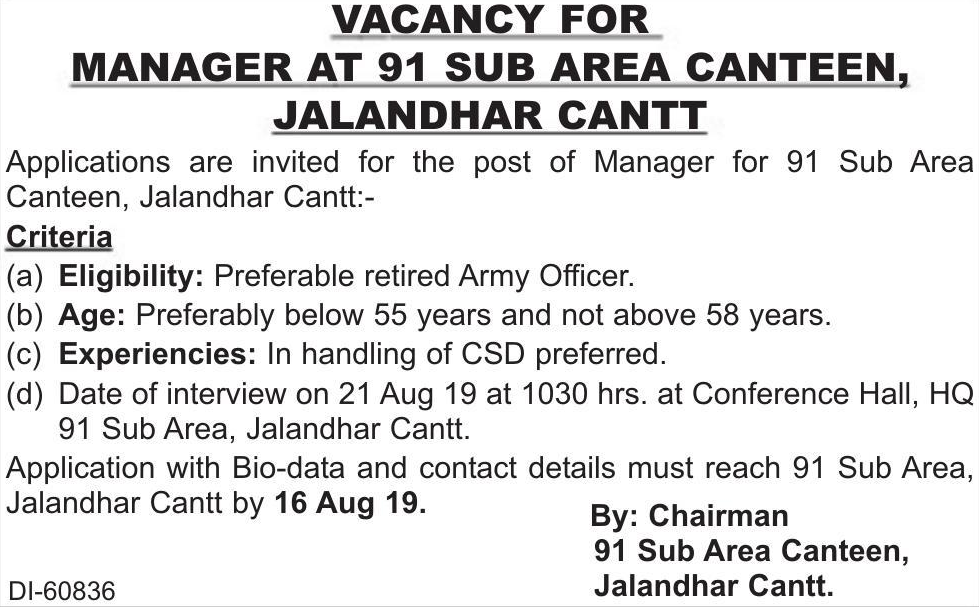 VACANCY FOR
MANAGER AT 91 SUB AREA CANTEEN,
JALANDHAR CANTT
Applications are invited for the post of Manager for 91 Sub Area
Canteen, Jalandhar Cantt:-
Criteria
(a) Eligibility: Preferable retired Army Officer.
(b) Age: Preferably below 55 years and not above 58 years.
(c) Experiencies: In handling of CSD preferred.
(d) Date of interview on 21 Aug 19 at 1030 hrs. at Conference Hall, HQ
91 Sub Area, Jalandhar Cantt.
Application with Bio-data and contact details must reach 91 Sub Area,
Jalandhar Cantt by 16 Aug 19.
By: Chairman
91 Sub Area Canteen,
Jalandhar Cantt.
DI-60836